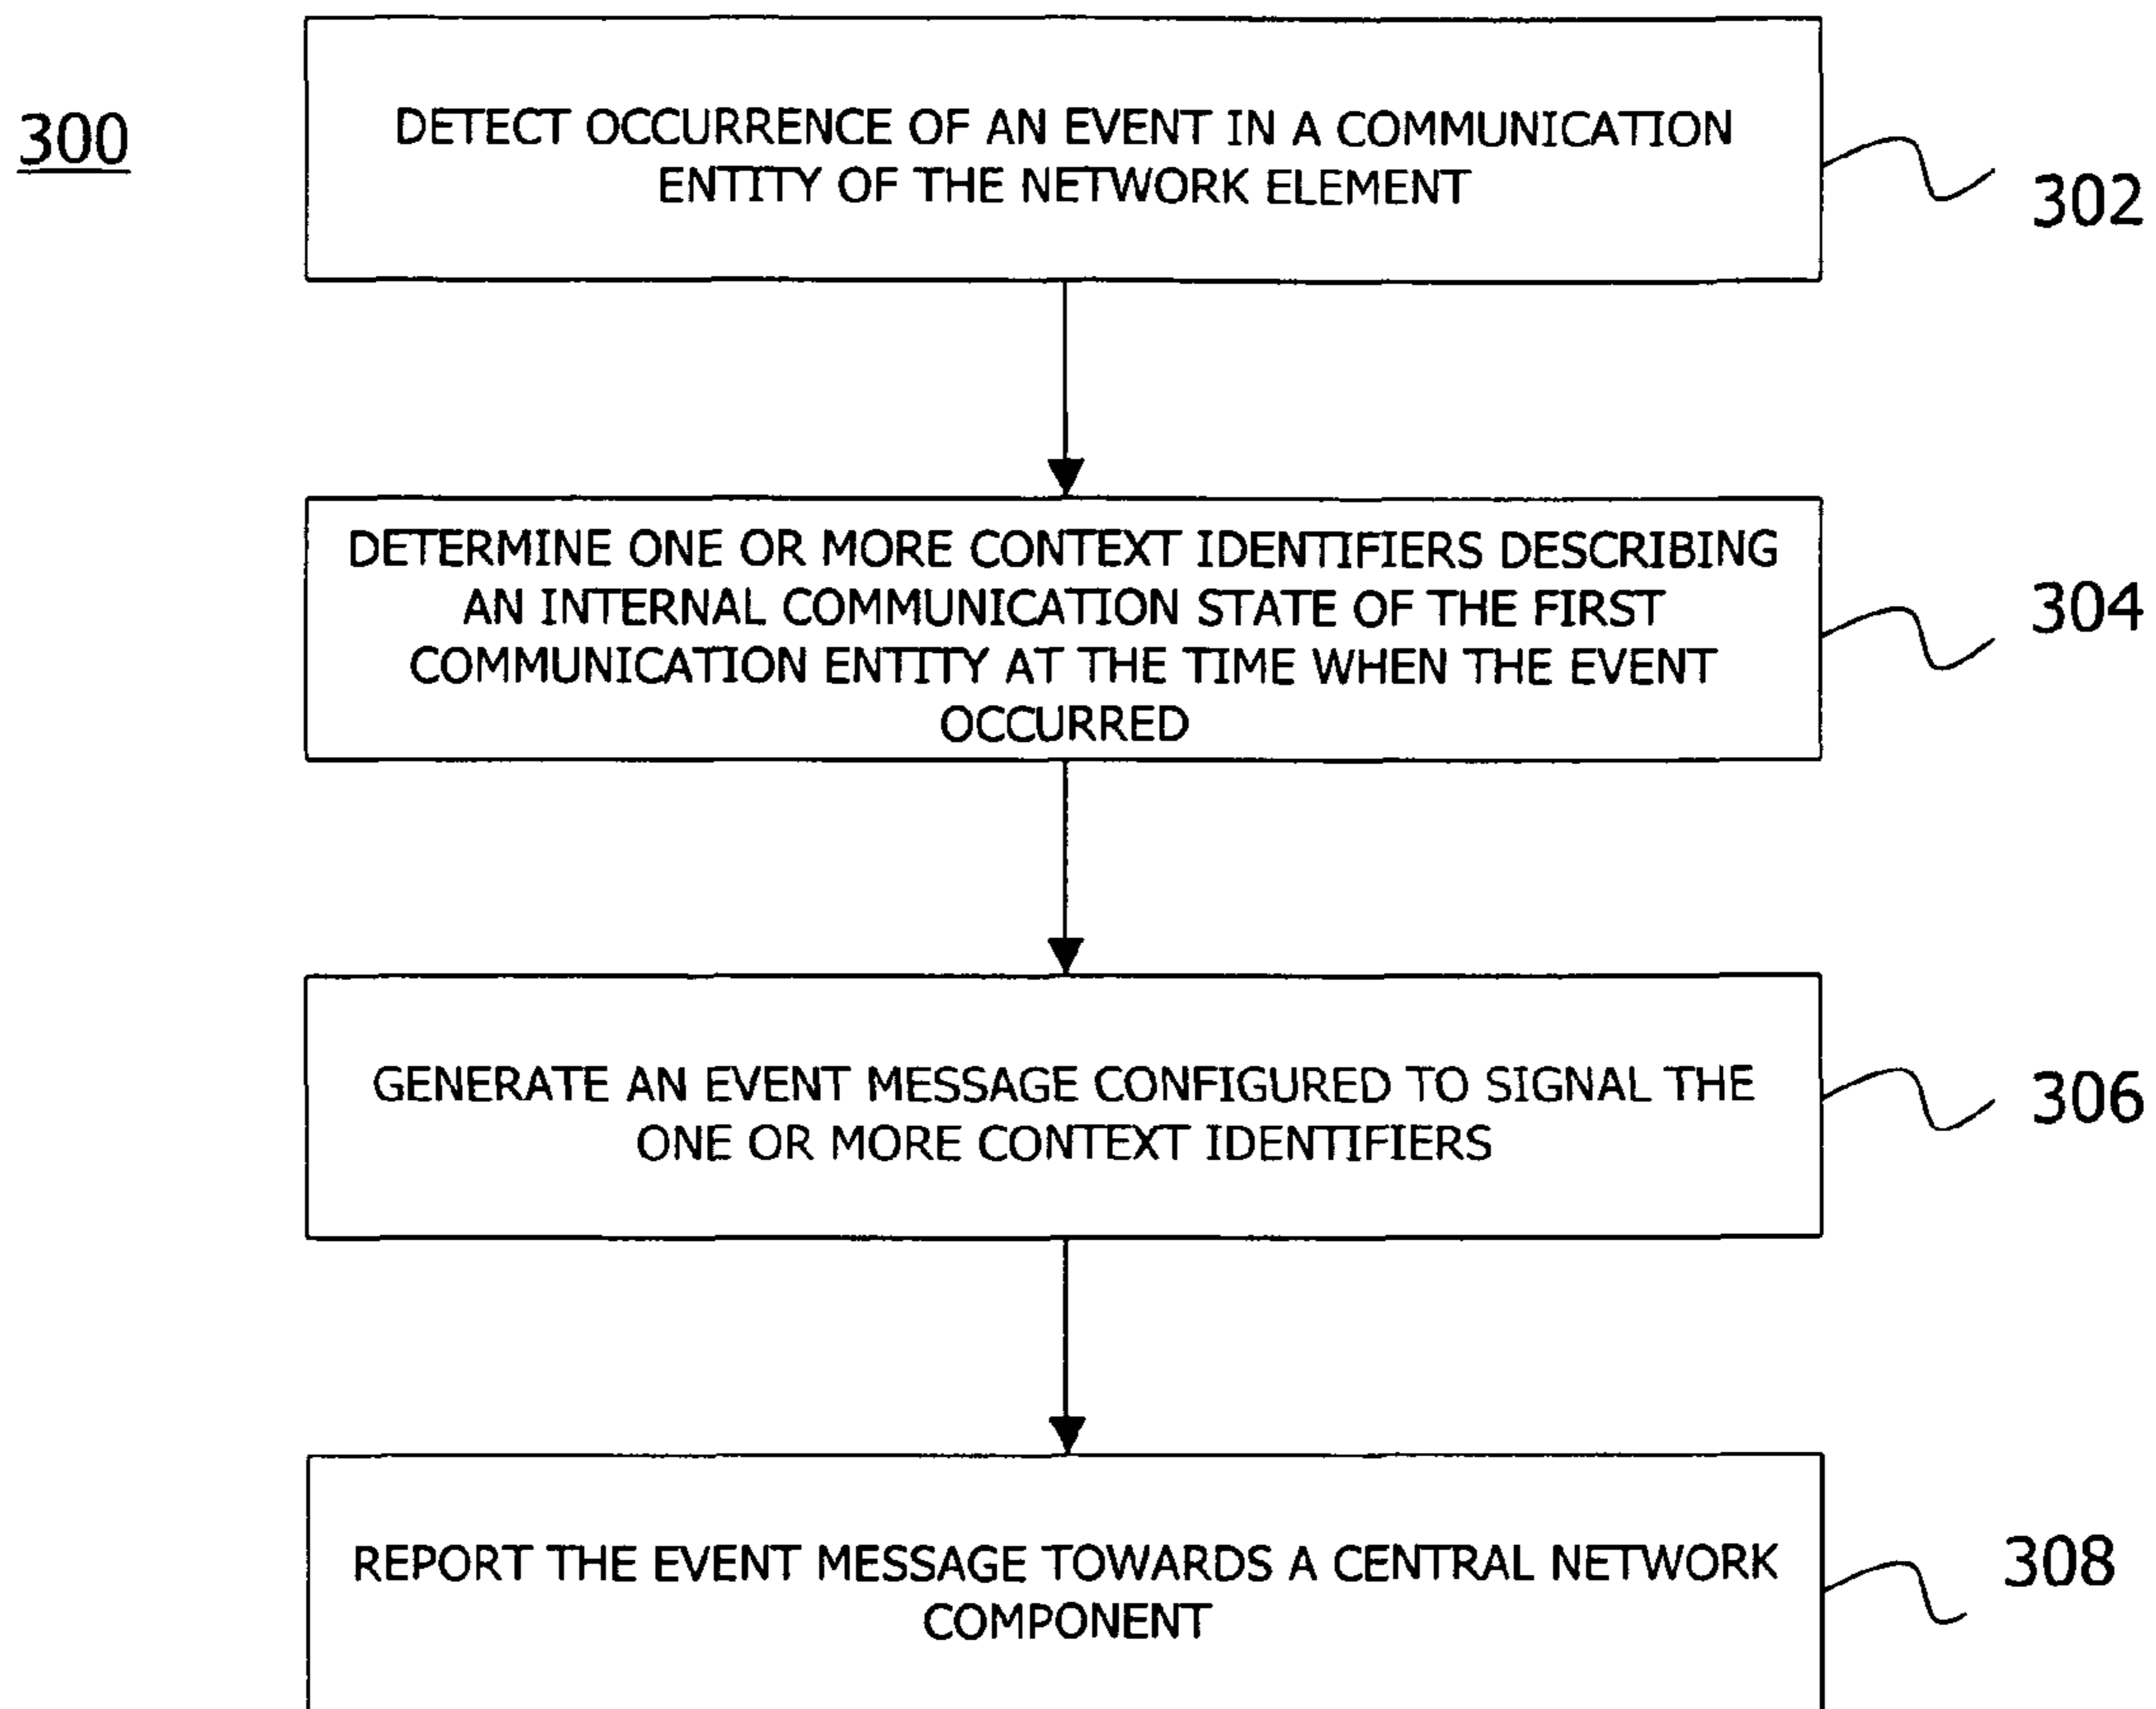 300
DETECT OCCURRENCE OF AN EVENT IN A COMMUNICATION
ENTITY OF THE NETWORK ELEMENT
302
DETERMINE ONE OR MORE CONTEXT IDENTIFIERS DESCRIBING
AN INTERNAL COMMUNICATION STATE OF THE FIRST
COMMUNICATION ENTITY AT THE TIME WHEN THE EVENT
OCCURRED
304
GENERATE AN EVENT MESSAGE CONFIGURED TO SIGNAL THE
ONE OR MORE CONTEXT IDENTIFIERS
306
REPORT THE EVENT MESSAGE TOWARDS A CENTRAL NETWORK
COMPONENT
308